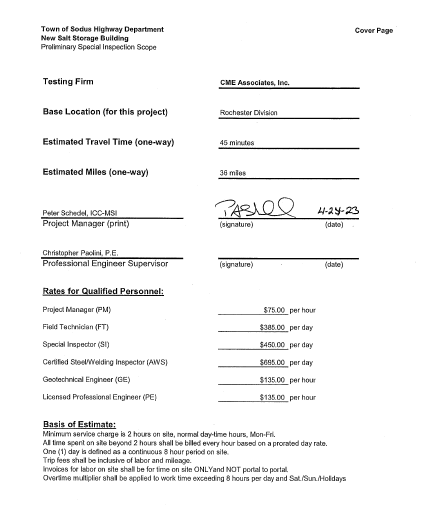 Town of Sodus Highway Department
Cover Page
New Salt Storage Building
Preliminary Special Inspection Scope
Testing Firm CME Associates, Inc.
Base Location (for this project) Rochester Division
Estimated Travel Time (one-way) 45 minutes
Estimated Miles (one-way) 36 miles
Peter Schedel, ICC-MSI 4-24-23
Project Manager (print) (signature) (date)
Christopher Paolini, P.E.
Professional Engineer Supervisor (signature) (date)
Rates for Qualified Personnel:
Project Manager (PM) $75.00 per hour
Field Technician (FT) $385.00 per day
Special Inspector (SI) $450.00 per day
Certified Steel/Welding Inspector (AWS) $695.00 per day
Geotechnical Engineer (GE) $135.00 per hour
Licensed Professional Engineer (PE) $135.00 per hour
Basis of Estimate:
Minimum service charge is 2 hours on site, normal day-time hours, Mon-Fri.
All time spent on site beyond 2 hours shall be billed every hour based on a prorated day rate.
One (1) day is defined as a continuous 8 hour period on site.
Trip fees shall be inclusive of labor and mileage.
Invoices for labor on site shall be for time on site ONLYand NOT portal to portal.
Overtime multiplier shall be applied to work time exceeding 8 hours per day and Sat./Sun./Holidays